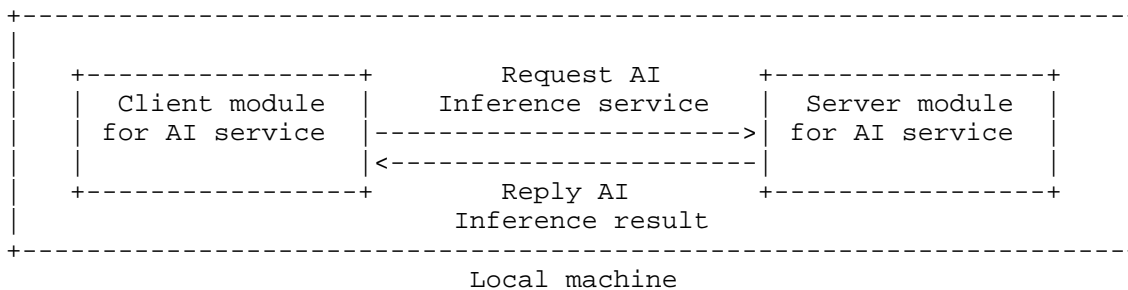 Request AI
Client module Inference service Server module
for AI service for AI service
Reply AI
Inference result
Local machine